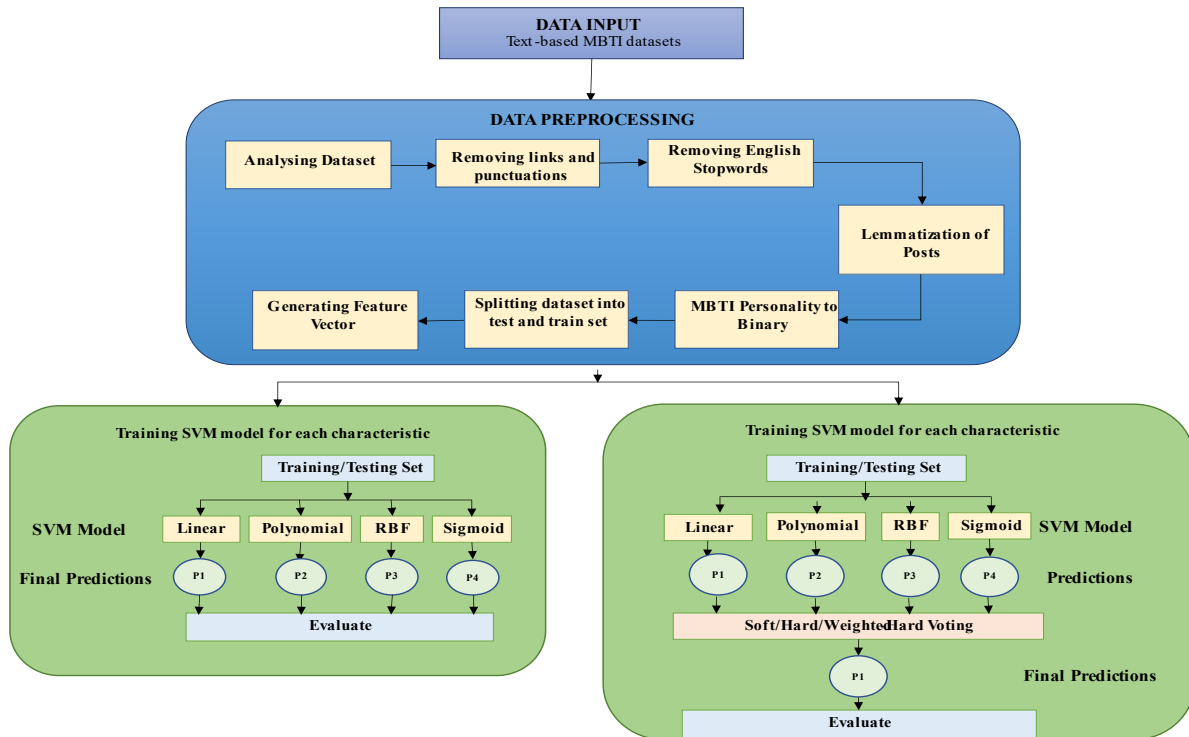 DATA INPUT
Text-based MBTI datasets
DATA PREPROCESSING
Analysing Dataset
Removing links and
punctuations
Removing English
Stopwords
Lemmatization of
Posts
MBTI Personality to
Binary
Splitting dataset into
test and train set
Generating Feature
Vector
Training SVM model for each characteristic
Training/Testing Set
SVM Model
Linear
Polynomial
RBF
Sigmoid
Final Predictions
P1
P2
P3
P4
Evaluate
Training SVM model for each characteristic
Training/Testing Set
Linear
Polynomial
RBF
Sigmoid
SVM Model
P1
P2
P3
P4
Predictions
Soft/Hard/Weighted-Hard Voting
P1
Final Predictions
Evaluate